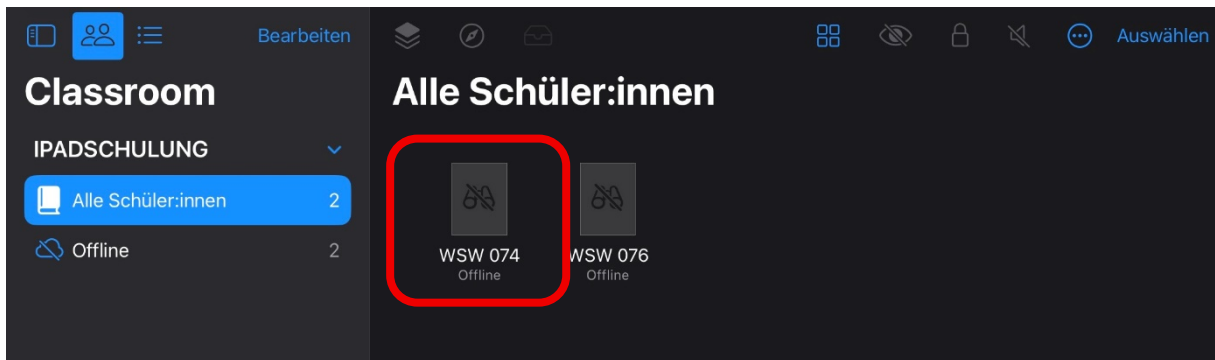 Bearbeiten
Auswählen
Classroom
IPADSCHULUNG
Alle Schüler:innen 2
Offline 2
Alle Schüler:innen
WSW 074
Offline
WSW 076
Offline